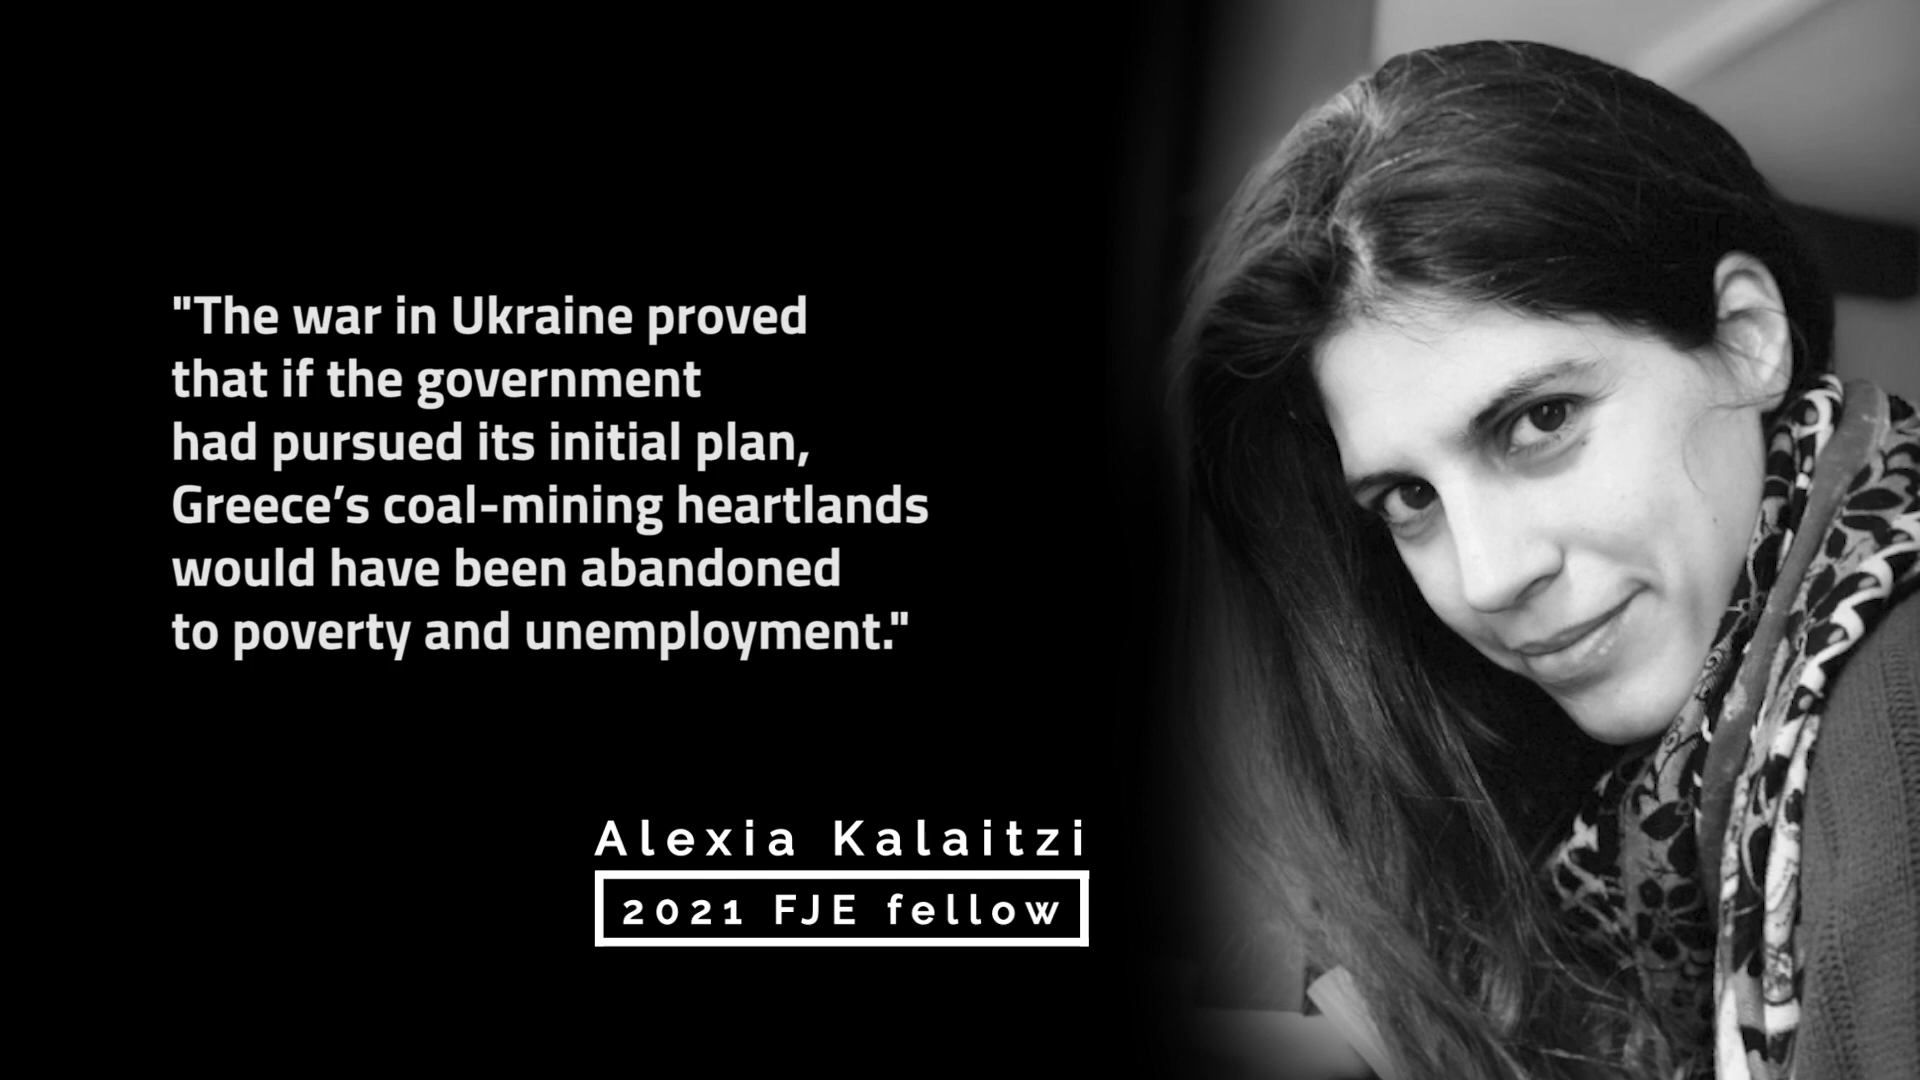 "The war in Ukraine proved
that if the government
had pursued its initial plan,
Greece’s coal-mining heartlands
would have been abandoned
to poverty and unemployment."
Alexia Kalaitzi
2021 FJE fellow